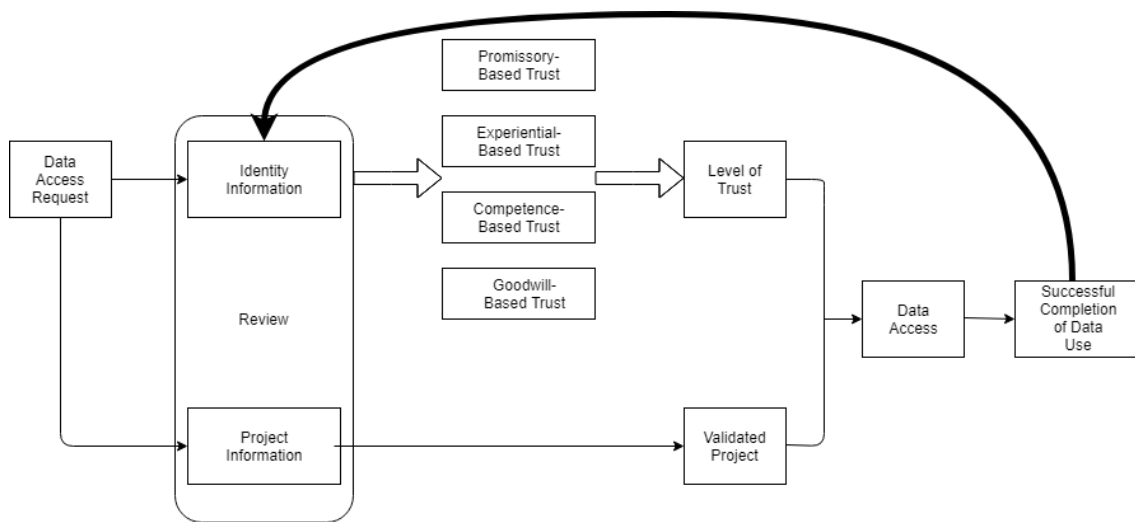 Promissory-
Based Trust
Data
Access
Request
Identity
Information
Experiential-
Based Trust
Level of
Trust
Competence-
Based Trust
Goodwill-
Based Trust
Review
Data
Access
Successful
Completion
of Data
Use
Project
Information
Validated
Project